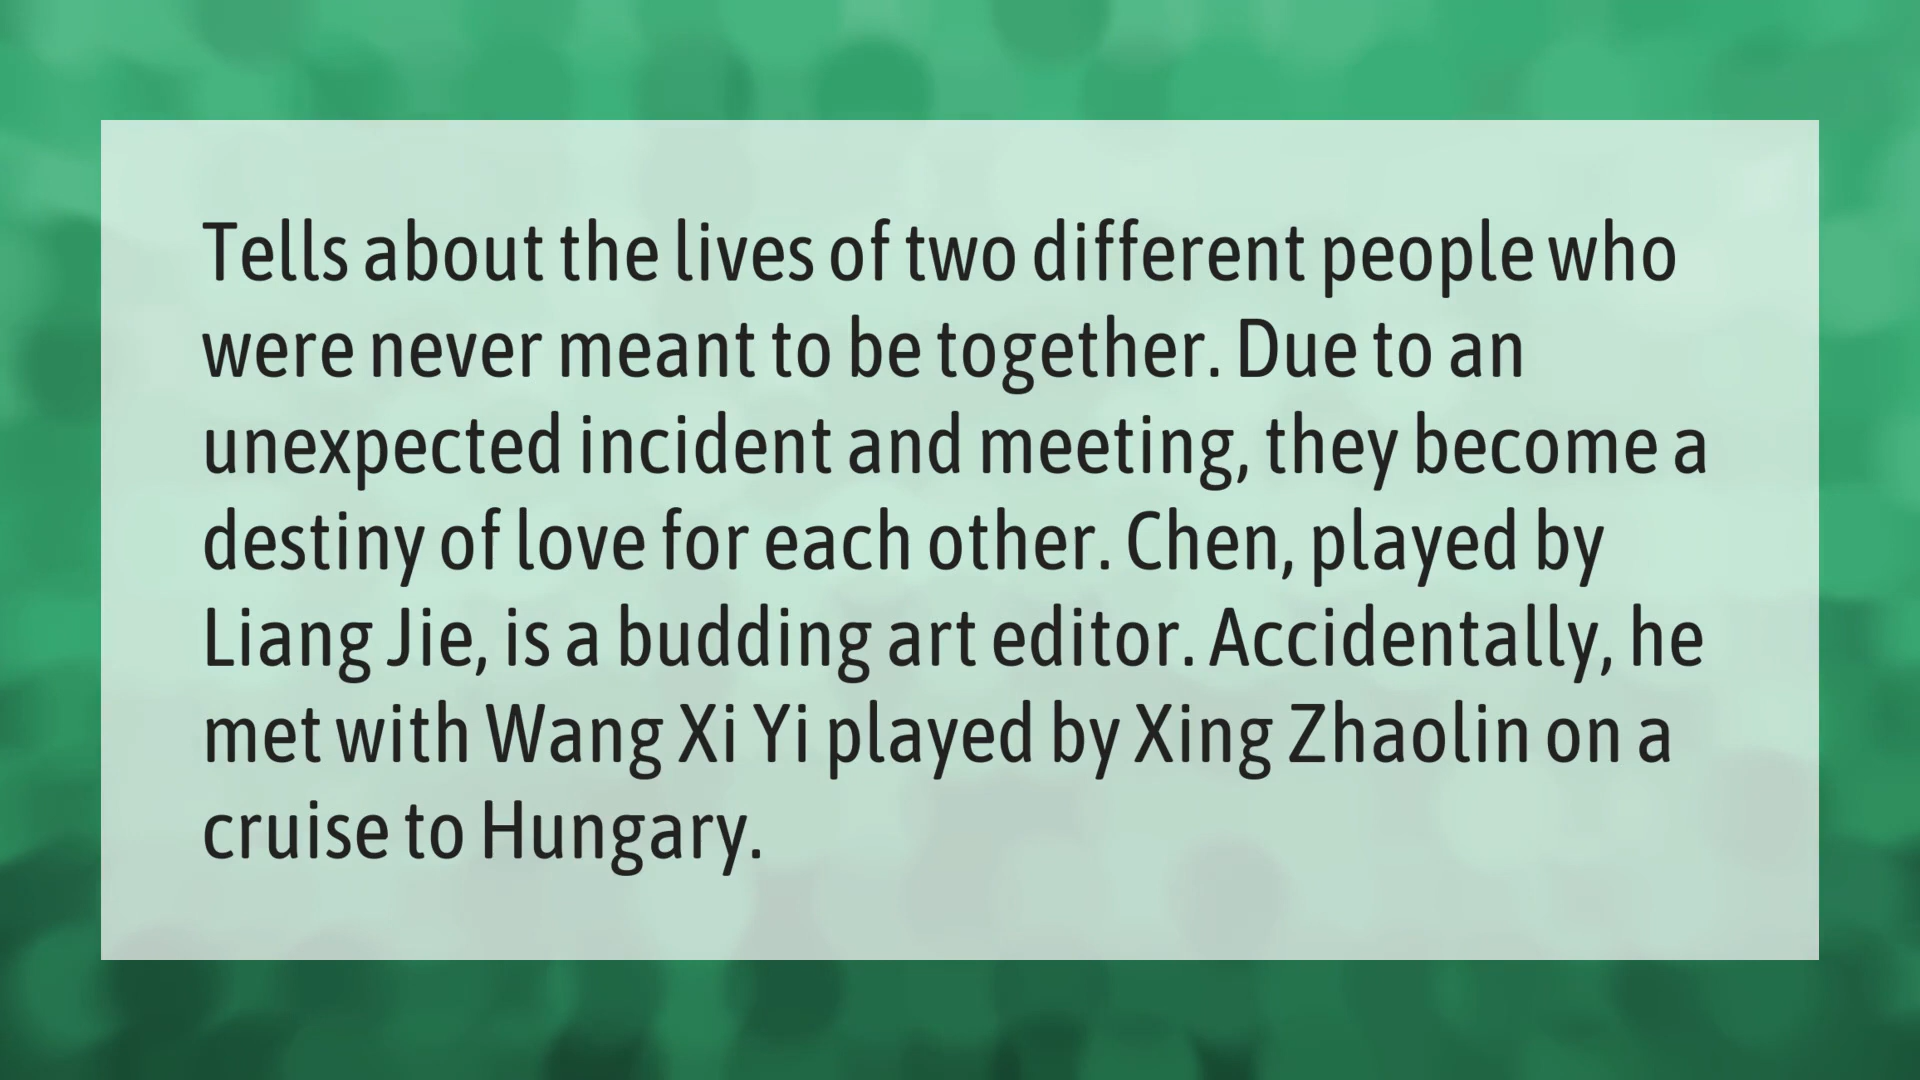 Tells about the lives of two different people who
were never meant to be together. Due to an
unexpected incident and meeting, they become a
destiny of love for each other. Chen, played by
Liang Jie, is a budding art editor. Accidentally, he
met with Wang Xi Yi played by Xing Zhaolin on a
cruise to Hungary.